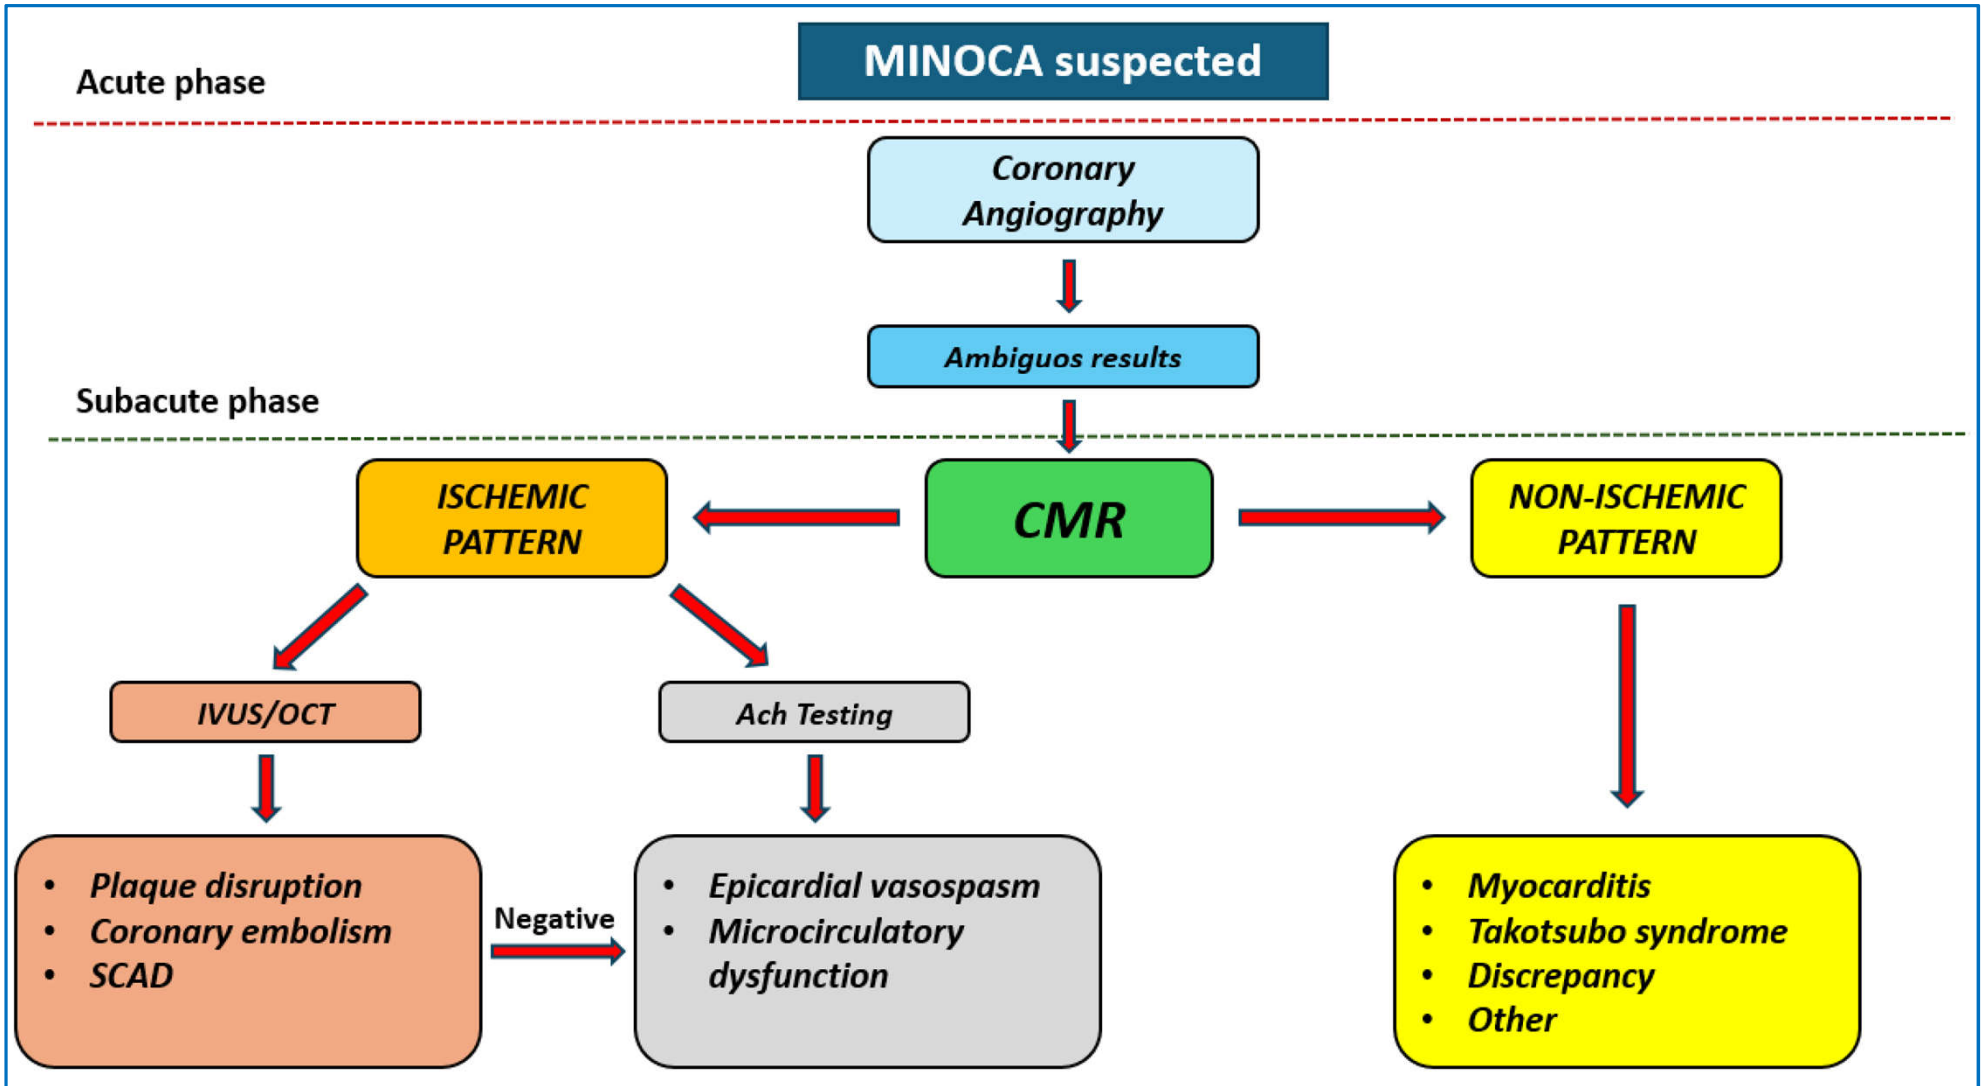 MINOCA suspected
Acute phase
Coronary
Angiography
Ambiguos results
Subacute phase
ISCHEMIC
PATTERN
CMR
NON-ISCHEMIC
PATTERN
IVUS/OCT
Ach Testing
• Plaque disruption
• Coronary embolism
• SCAD
Negative
• Epicardial vasospasm
• Microcirculatory
dysfunction
• Myocarditis
• Takotsubo syndrome
• Discrepancy
• Other